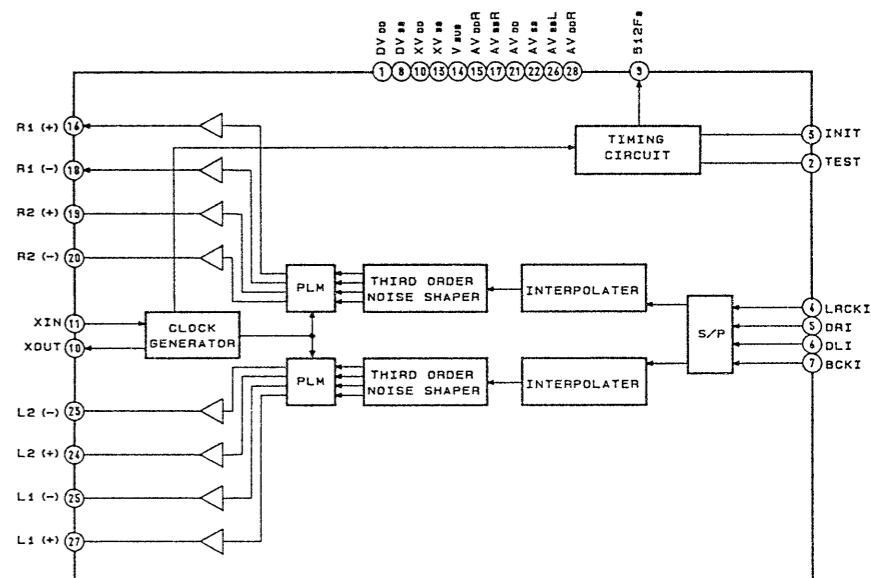 DVDD
DVSS
XVDD
XVSS
VSUB
AVDDR
AVSSR
AVDD
AVSS
AVSSL
AVDDR
512Fs
1
8
10
13
14
15
17
21
22
26
28
9
R1 (+) 16
R1 (-) 18
R2 (+) 19
R2 (-) 20
XIN 11
XOUT 10
L2 (-) 23
L2 (+) 24
L1 (-) 25
L1 (+) 27
TIMING
CIRCUIT
3 INIT
2 TEST
PLM
THIRD ORDER
NOISE SHAPER
INTERPOLATER
CLOCK
GENERATOR
S/P
4 LRCKI
5 DRI
6 DLI
7 BCKI
PLM
THIRD ORDER
NOISE SHAPER
INTERPOLATER